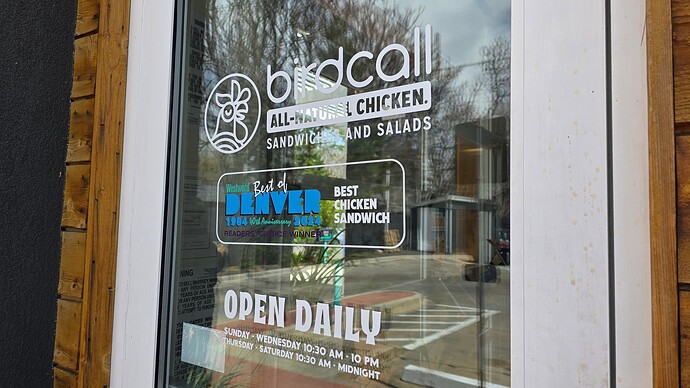 birdcall
ALL-NATURAL CHICKEN.
SANDWICHES AND SALADS
Westword
Best of
DENVER
1984 40th Anniversary 2024
READERS' CHOICE WINNER
BEST
CHICKEN
SANDWICH
OPEN DAILY
SUNDAY - WEDNESDAY 10:30 AM - 10 PM
THURSDAY - SATURDAY 10:30 AM - MIDNIGHT